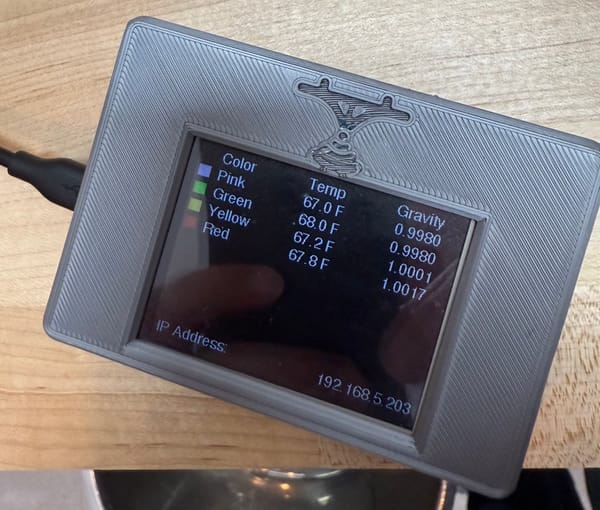 Color Temp Gravity
Pink 67.0 F 0.9980
Green .68.0 F 0.9980
Yellow 67.2 F 1.0001
Red 67.8 F 1.0017
IP Address: 192.168.5.203